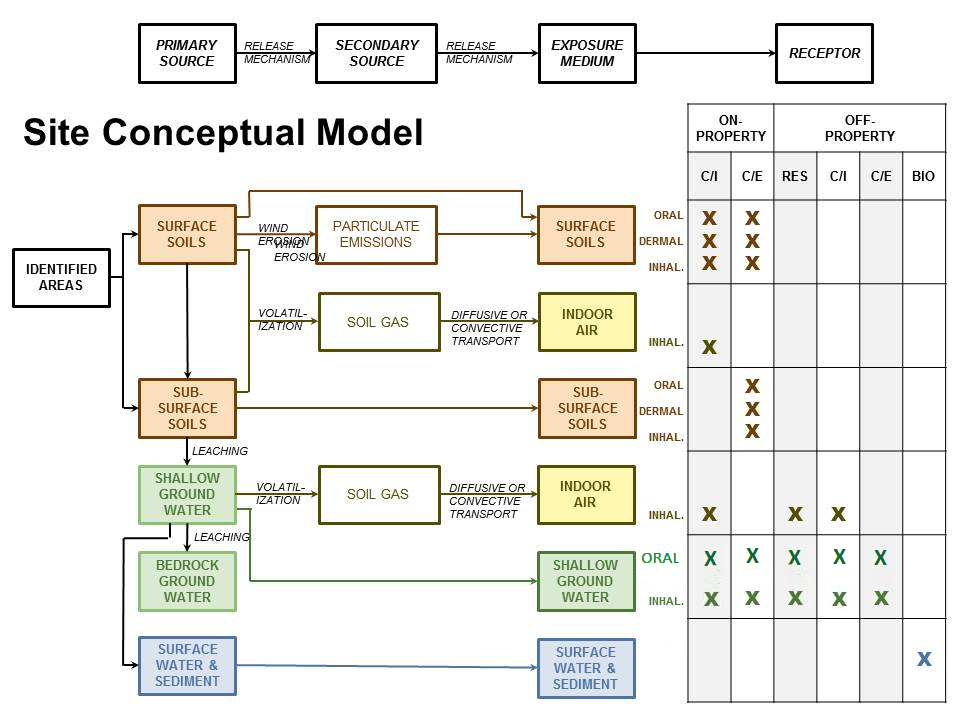 PRIMARY
SOURCE
RELEASE
MECHANISM
SECONDARY
SOURCE
RELEASE
MECHANISM
EXPOSURE
MEDIUM
RECEPTOR
Site Conceptual Model
ON-
PROPERTY
OFF-
PROPERTY
C/I
C/E
RES
C/I
C/E
BIO
IDENTIFIED
AREAS
SURFACE
SOILS
WIND
EROSION
WIND
EROSION
PARTICULATE
EMISSIONS
SURFACE
SOILS
ORAL X X
DERMAL X X
INHAL. X X
VOLATIL-
IZATION
SOIL GAS
DIFFUSIVE OR
CONVECTIVE
TRANSPORT
INDOOR
AIR
INHAL. X
SUB-
SURFACE
SOILS
SUB-
SURFACE
SOILS
ORAL X
DERMAL X
INHAL. X
LEACHING
SHALLOW
GROUND
WATER
VOLATIL-
IZATION
SOIL GAS
DIFFUSIVE OR
CONVECTIVE
TRANSPORT
INDOOR
AIR
INHAL. X X X
LEACHING
BEDROCK
GROUND
WATER
SHALLOW
GROUND
WATER
ORAL X X X X X
INHAL. X X X X X
SURFACE
WATER &
SEDIMENT
SURFACE
WATER &
SEDIMENT
X